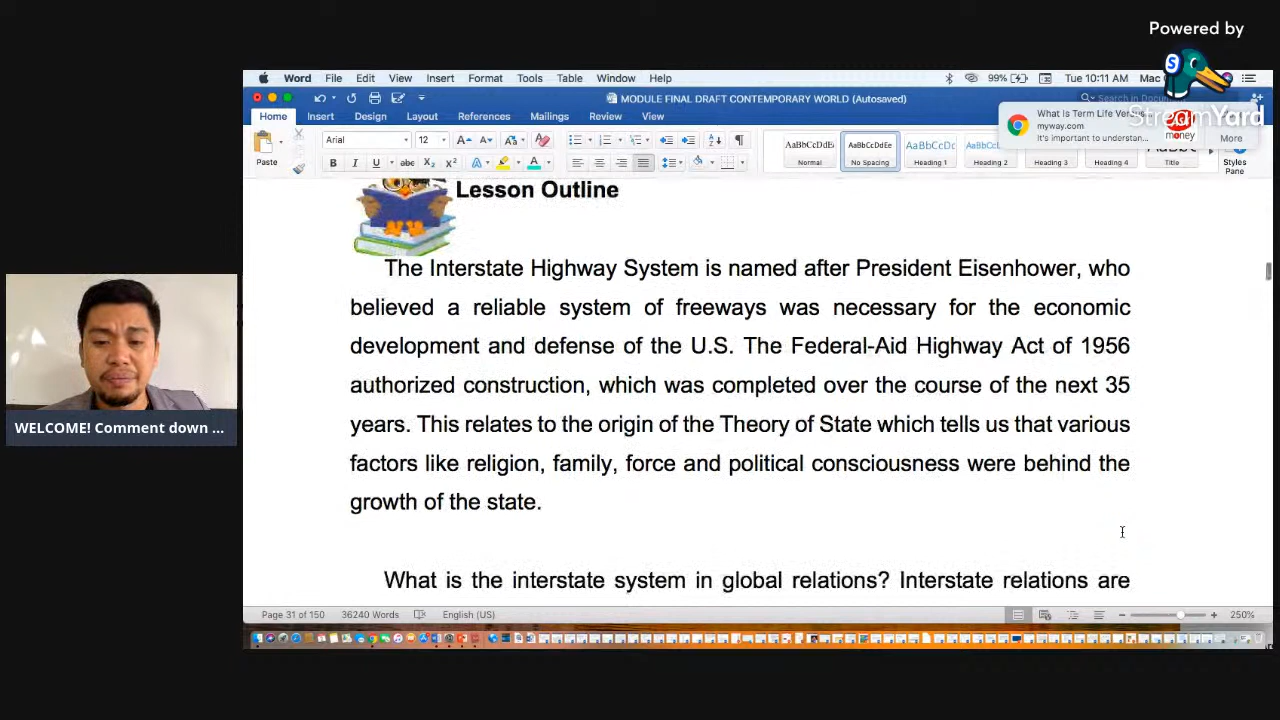 Powered by
StreamYard
Word File Edit View Insert Format Tools Table Window Help
99% Tue 10:11 AM Mac
MODULE FINAL DRAFT CONTEMPORARY WORLD (Autosaved)
Home Insert Design Layout References Mailings Review View
What Is Term Life
myway.com
It's important to understan...
money
More
Paste
Arial 12
AaBbCcDdEe AaBbCcDdEe AaBbCcDc
Normal No Spacing Heading 1 Heading 2 Heading 3 Heading 4 Title
Styles Pane
Lesson Outline
The Interstate Highway System is named after President Eisenhower, who
believed a reliable system of freeways was necessary for the economic
development and defense of the U.S. The Federal-Aid Highway Act of 1956
authorized construction, which was completed over the course of the next 35
years. This relates to the origin of the Theory of State which tells us that various
factors like religion, family, force and political consciousness were behind the
growth of the state.
What is the interstate system in global relations? Interstate relations are
WELCOME! Comment down ...
Page 31 of 150 36240 Words English (US) 250%